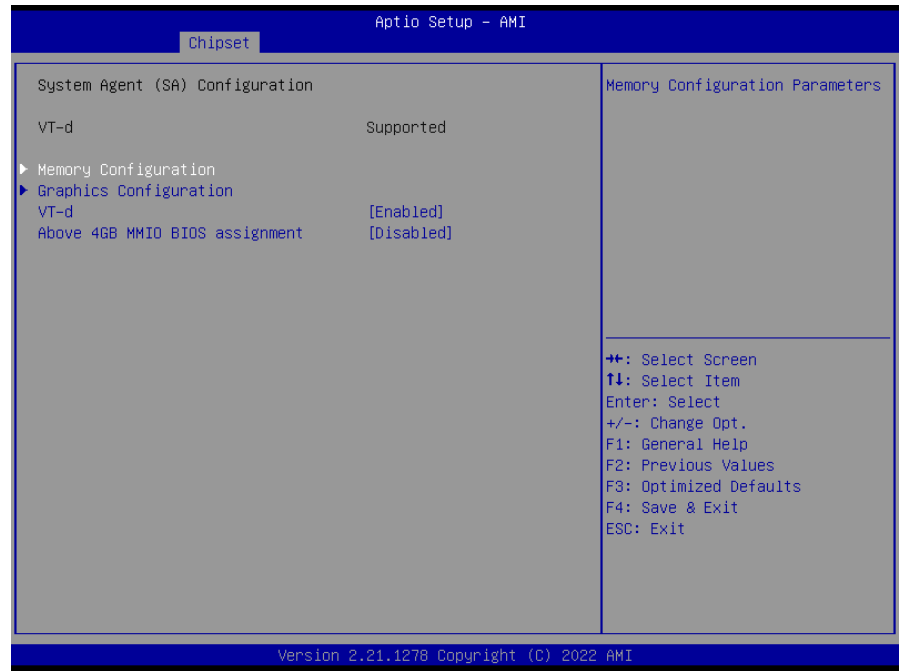 Aptio Setup – AMI
Chipset
System Agent (SA) Configuration
VT-d Supported
▶ Memory Configuration
▶ Graphics Configuration
VT-d [Enabled]
Above 4GB MMIO BIOS assignment [Disabled]
Memory Configuration Parameters
→←: Select Screen
↑↓: Select Item
Enter: Select
+/-: Change Opt.
F1: General Help
F2: Previous Values
F3: Optimized Defaults
F4: Save & Exit
ESC: Exit
Version 2.21.1278 Copyright (C) 2022 AMI